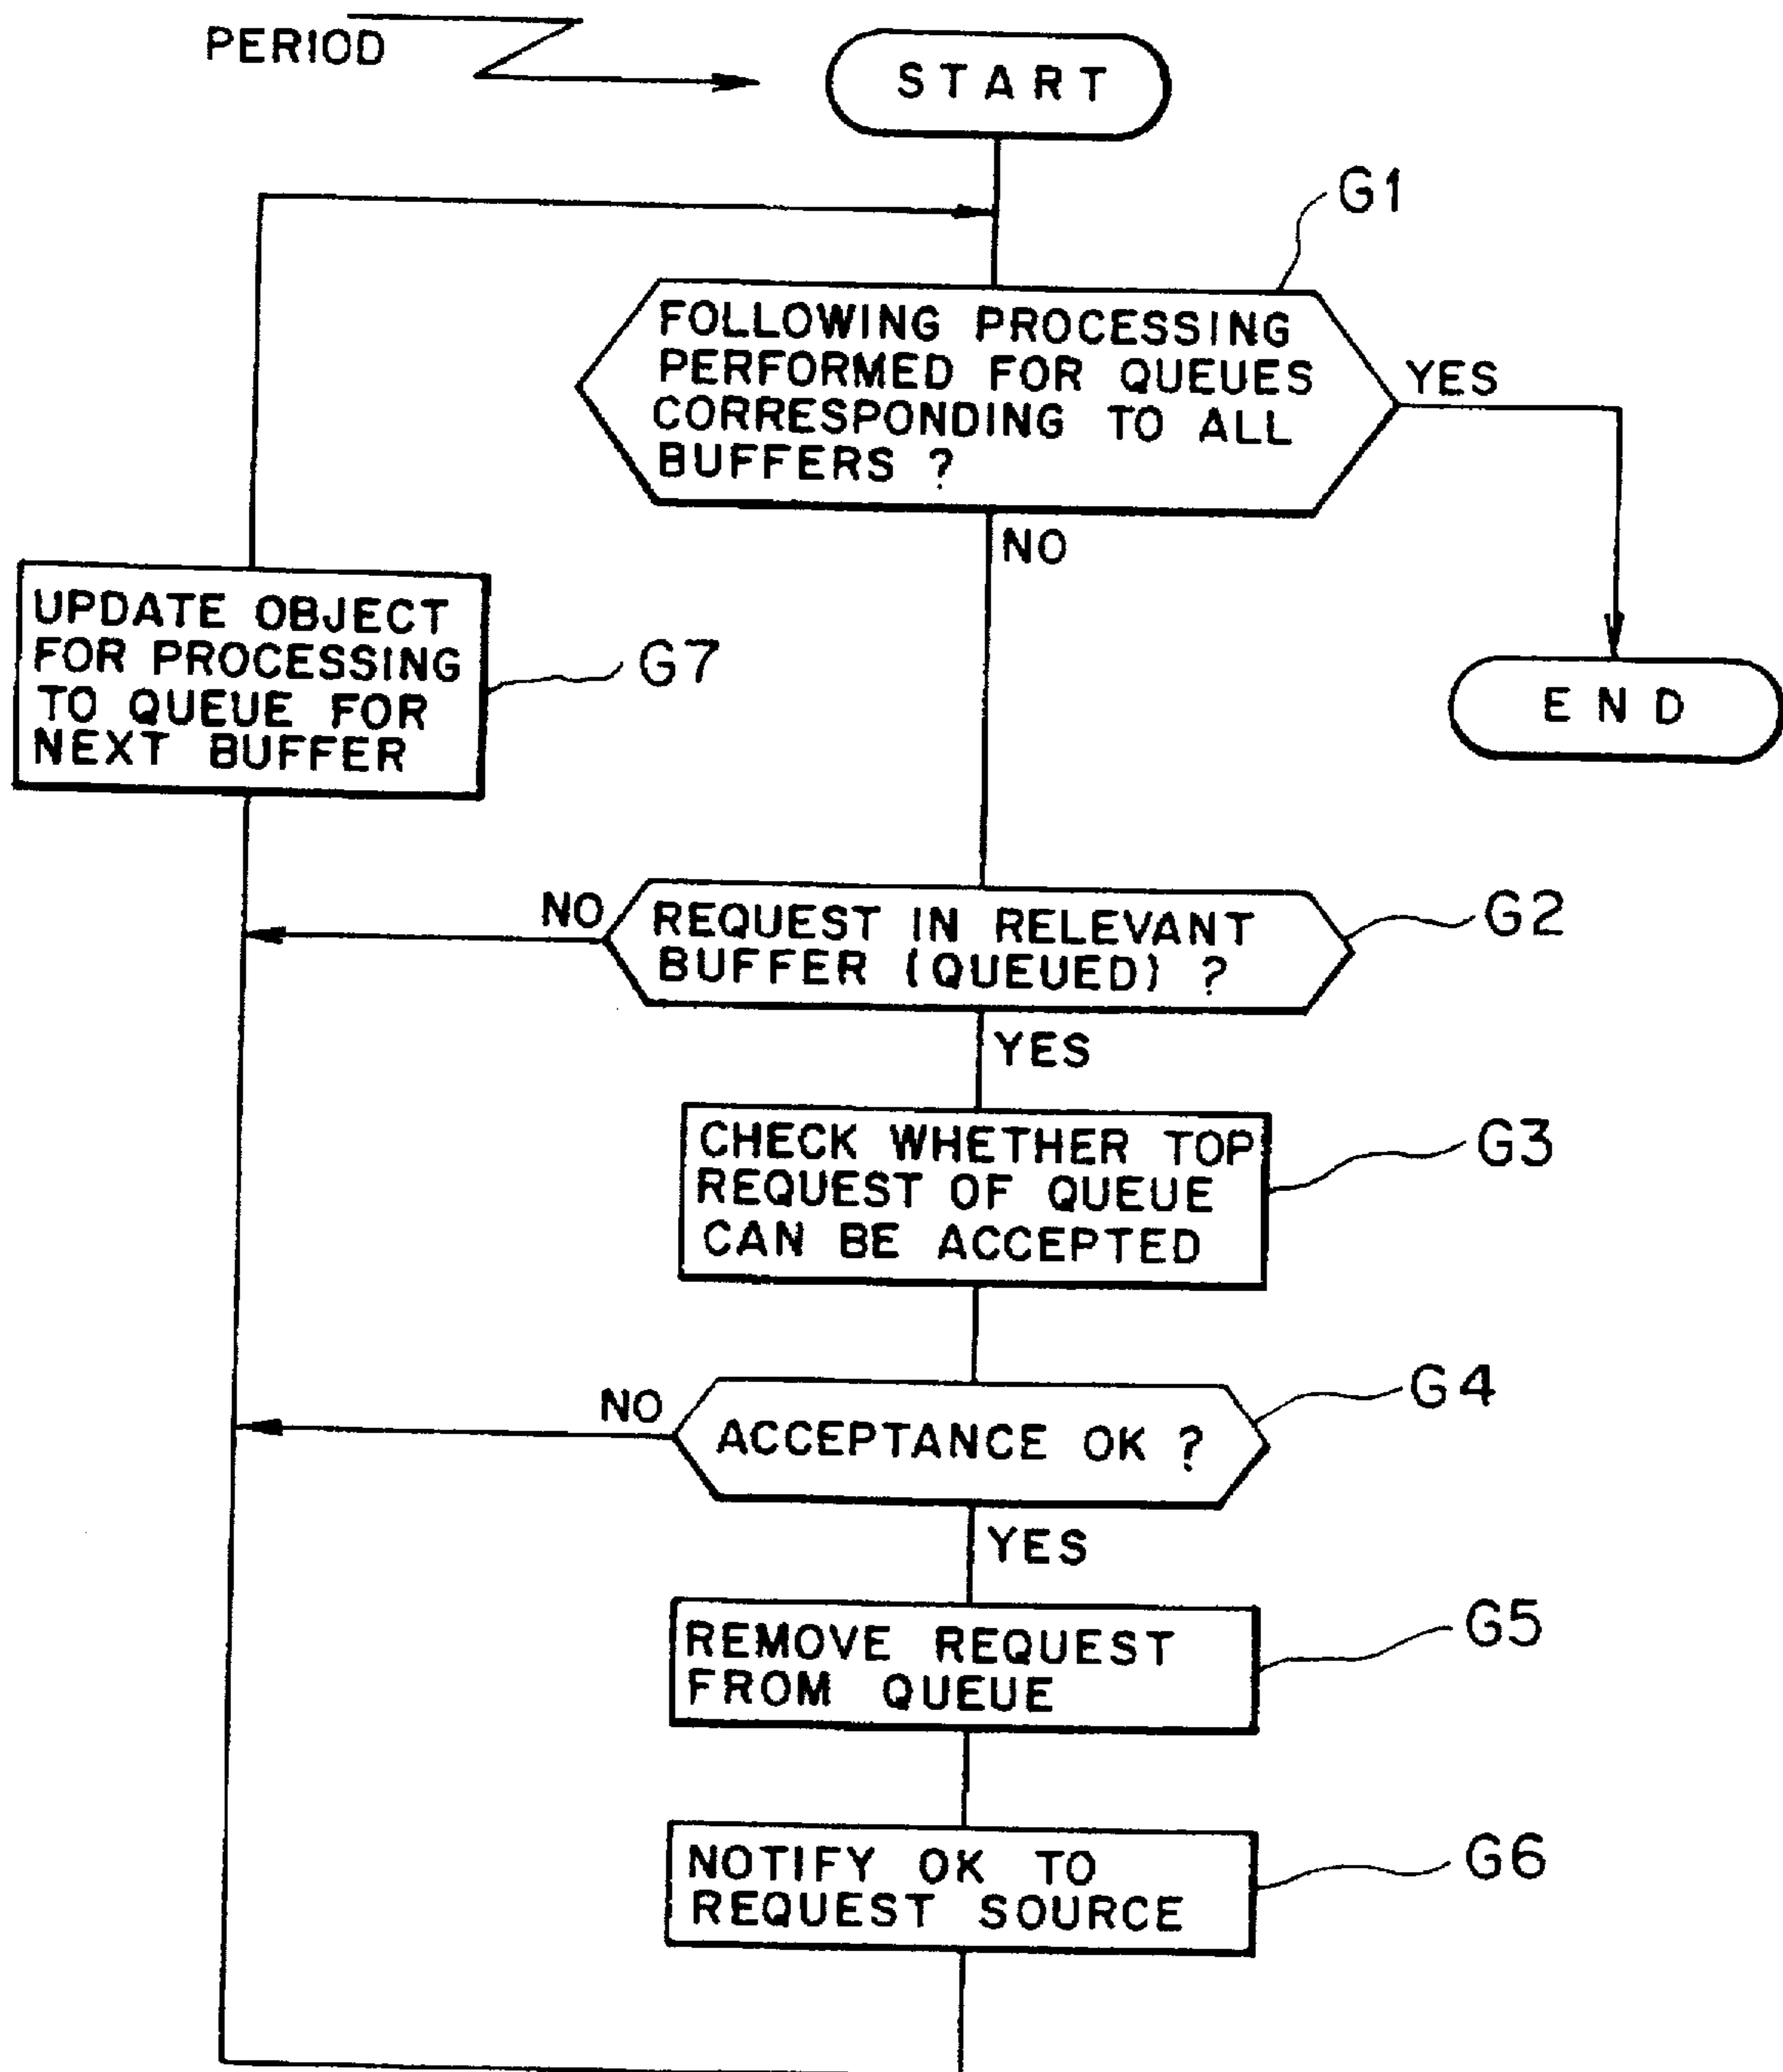 PERIOD
START
G1
FOLLOWING PROCESSING
PERFORMED FOR QUEUES
CORRESPONDING TO ALL
BUFFERS ?
YES
NO
UPDATE OBJECT
FOR PROCESSING
TO QUEUE FOR
NEXT BUFFER
G7
END
NO
REQUEST IN RELEVANT
BUFFER (QUEUED) ?
G2
YES
CHECK WHETHER TOP
REQUEST OF QUEUE
CAN BE ACCEPTED
G3
NO
ACCEPTANCE OK ?
G4
YES
REMOVE REQUEST
FROM QUEUE
G5
NOTIFY OK TO
REQUEST SOURCE
G6